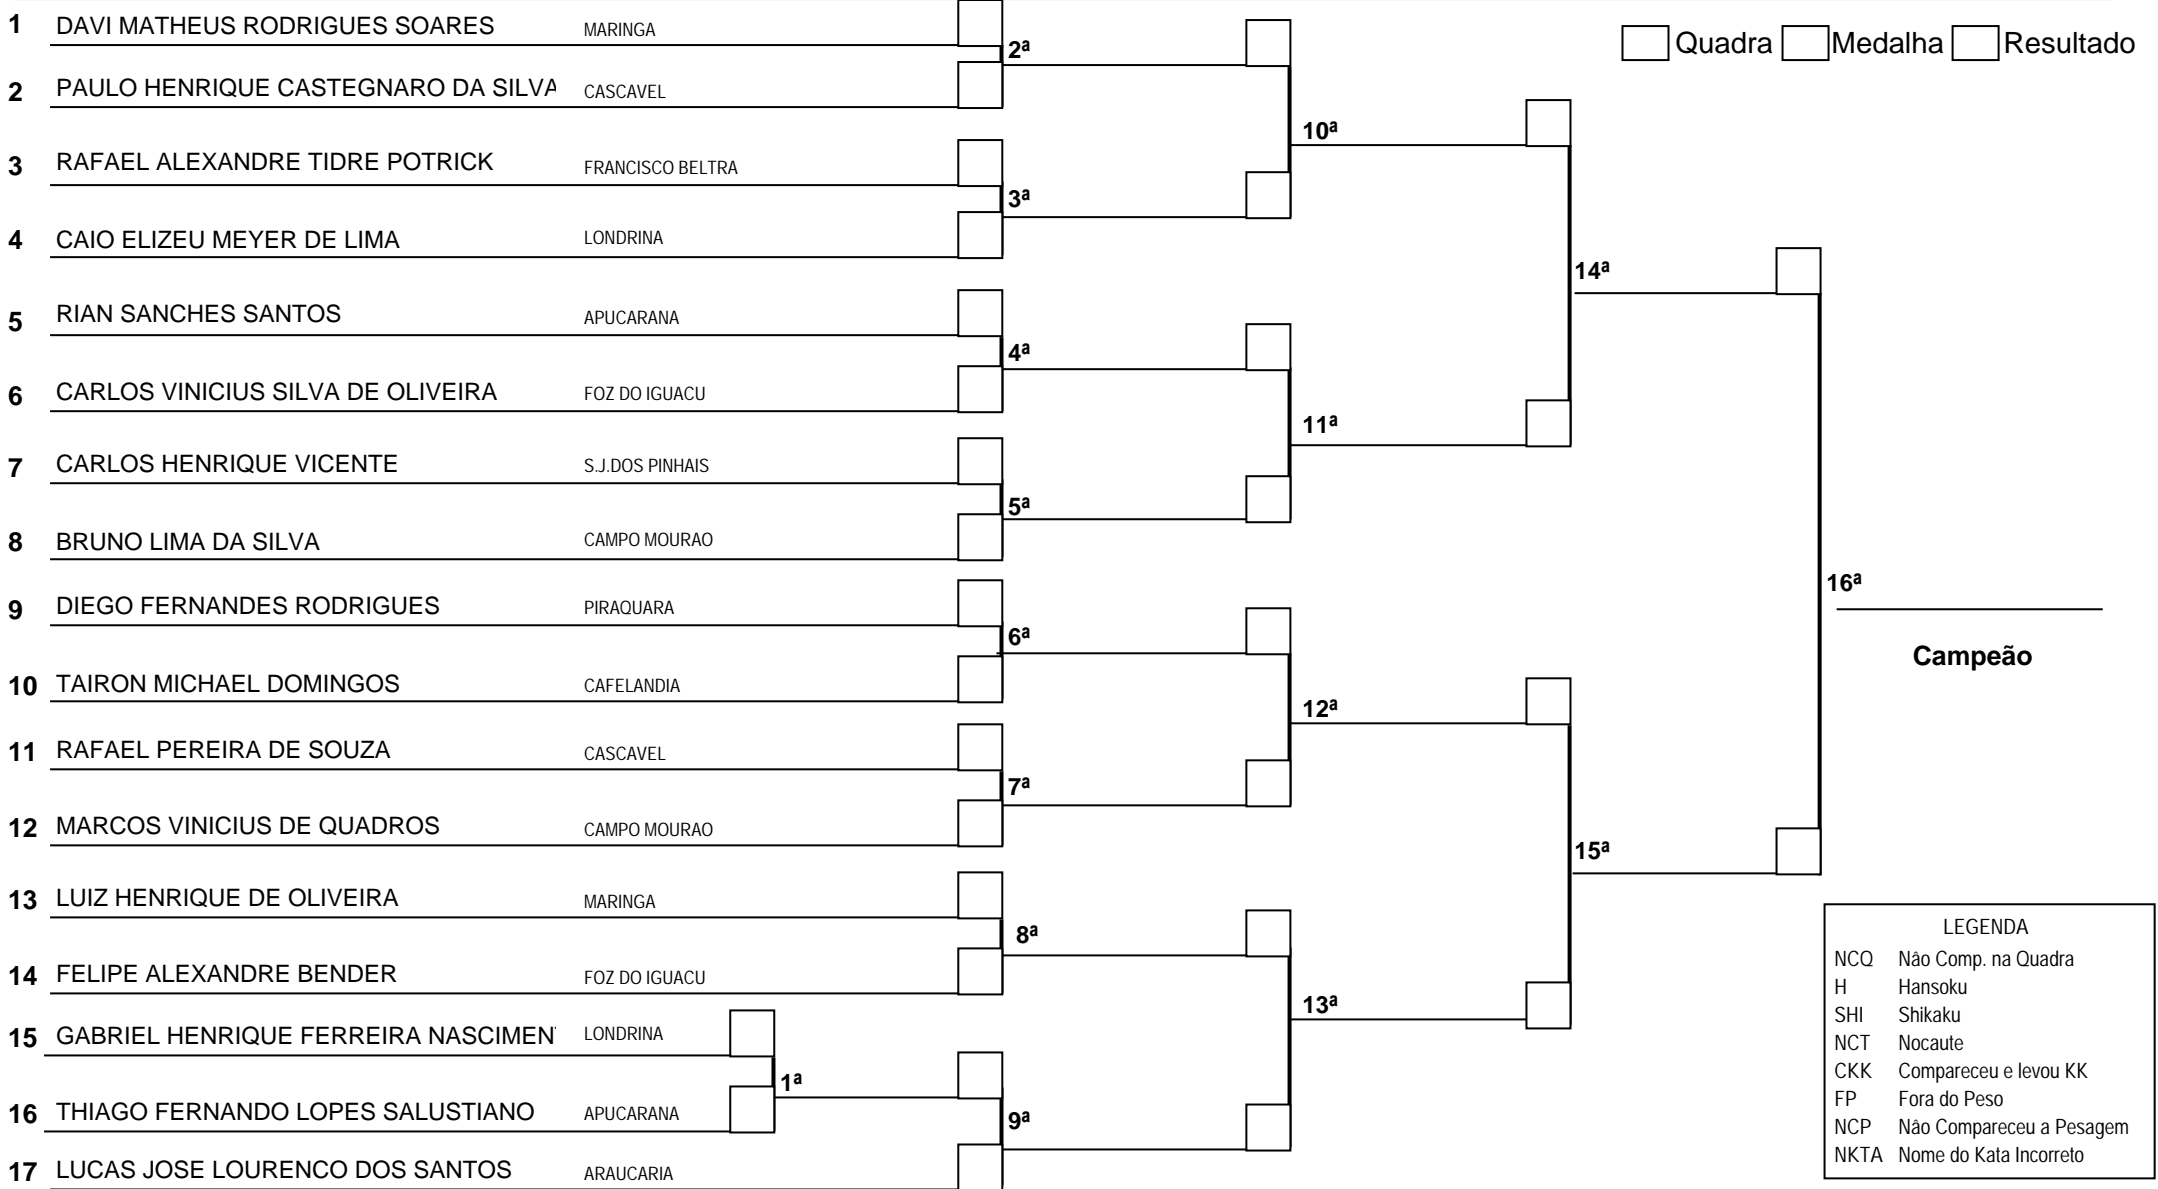 1 DAVI MATHEUS RODRIGUES SOARES MARINGA
Quadra Medalha Resultado
2ª
2 PAULO HENRIQUE CASTEGNARO DA SILVA CASCAVEL
10ª
3 RAFAEL ALEXANDRE TIDRE POTRICK FRANCISCO BELTRA
3ª
4 CAIO ELIZEU MEYER DE LIMA LONDRINA
14ª
5 RIAN SANCHES SANTOS APUCARANA
4ª
6 CARLOS VINICIUS SILVA DE OLIVEIRA FOZ DO IGUACU
11ª
7 CARLOS HENRIQUE VICENTE S.J.DOS PINHAIS
5ª
8 BRUNO LIMA DA SILVA CAMPO MOURAO
16ª
9 DIEGO FERNANDES RODRIGUES PIRAQUARA
6ª
Campeão
10 TAIRON MICHAEL DOMINGOS CAFELANDIA
12ª
11 RAFAEL PEREIRA DE SOUZA CASCAVEL
7ª
12 MARCOS VINICIUS DE QUADROS CAMPO MOURAO
15ª
13 LUIZ HENRIQUE DE OLIVEIRA MARINGA
8ª
14 FELIPE ALEXANDRE BENDER FOZ DO IGUACU
13ª
15 GABRIEL HENRIQUE FERREIRA NASCIMEN LONDRINA
1ª
16 THIAGO FERNANDO LOPES SALUSTIANO APUCARANA
9ª
17 LUCAS JOSE LOURENCO DOS SANTOS ARAUCARIA
LEGENDA
NCQ Não Comp. na Quadra
H Hansoku
SHI Shikaku
NCT Nocaute
CKK Compareceu e levou KK
FP Fora do Peso
NCP Não Compareceu a Pesagem
NKTA Nome do Kata Incorreto